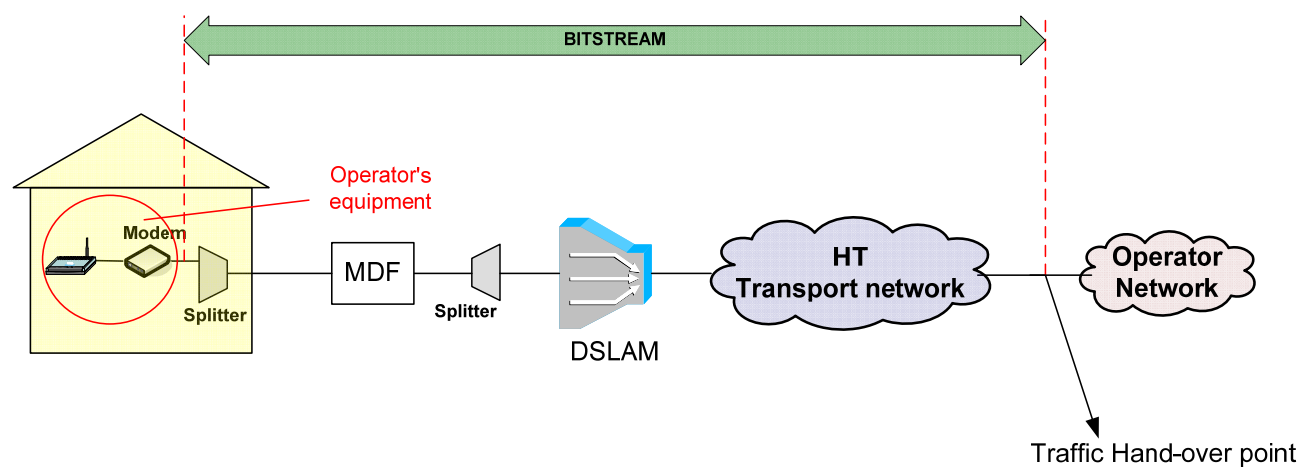 BITSTREAM
Operator's
equipment
Modem
Splitter
MDF
Splitter
DSLAM
HT
Transport network
Operator
Network
Traffic Hand-over point